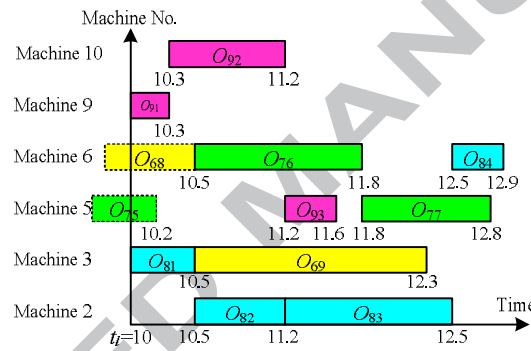 Machine No.
Machine 10
O92
10.3 11.2
Machine 9
O91
10.3
Machine 6
O68 O76 O84
10.5 11.8 12.5 12.9
Machine 5
O75 O93 O77
10.2 11.2 11.6 11.8 12.8
Machine 3
O81 O69
10.5 12.3
Machine 2
O82 O83
Time
ti=10 10.5 11.2 12.5